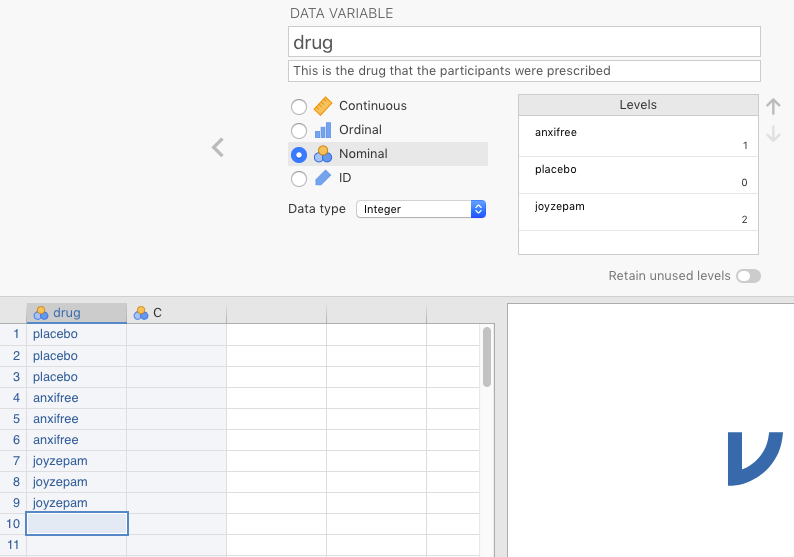 DATA VARIABLE
drug
This is the drug that the participants were prescribed
Continuous
Ordinal
Nominal
ID
Data type Integer
Levels
anxifree
1
placebo
0
joyzepam
2
Retain unused levels
drug C
1 placebo
2 placebo
3 placebo
4 anxifree
5 anxifree
6 anxifree
7 joyzepam
8 joyzepam
9 joyzepam
10
11